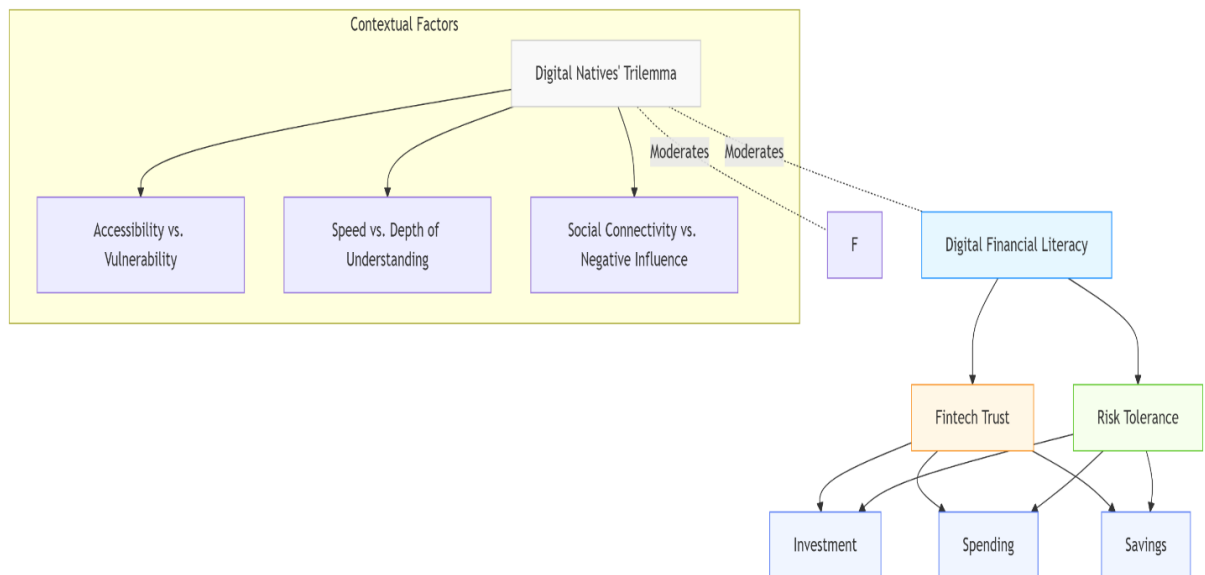 Contextual Factors
Digital Natives' Trilemma
Moderates
Moderates
Accessibility vs.
Vulnerability
Speed vs. Depth of
Understanding
Social Connectivity vs.
Negative Influence
F
Digital Financial Literacy
Fintech Trust
Risk Tolerance
Investment
Spending
Savings